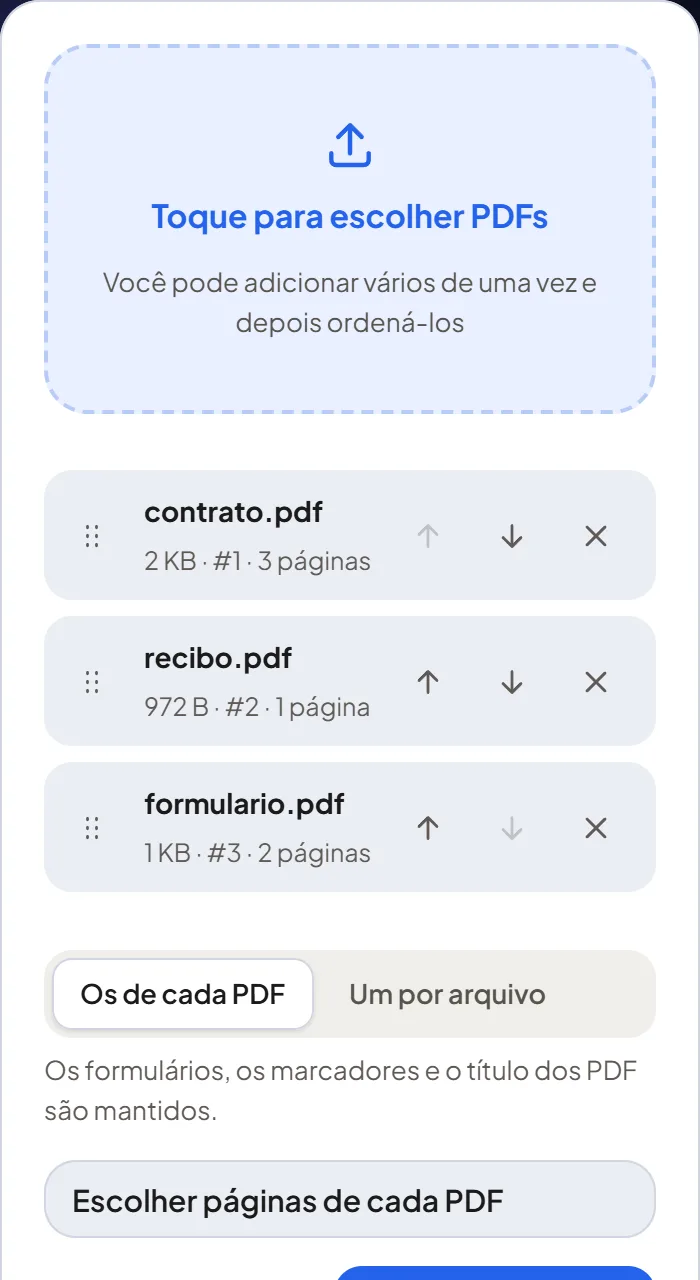 Toque para escolher PDFs
Você pode adicionar vários de uma vez e
depois ordená-los
contrato.pdf
2 KB · #1 · 3 páginas
recibo.pdf
972 B · #2 · 1 página
formulario.pdf
1 KB · #3 · 2 páginas
Os de cada PDF
Um por arquivo
Os formulários, os marcadores e o título dos PDF
são mantidos.
Escolher páginas de cada PDF